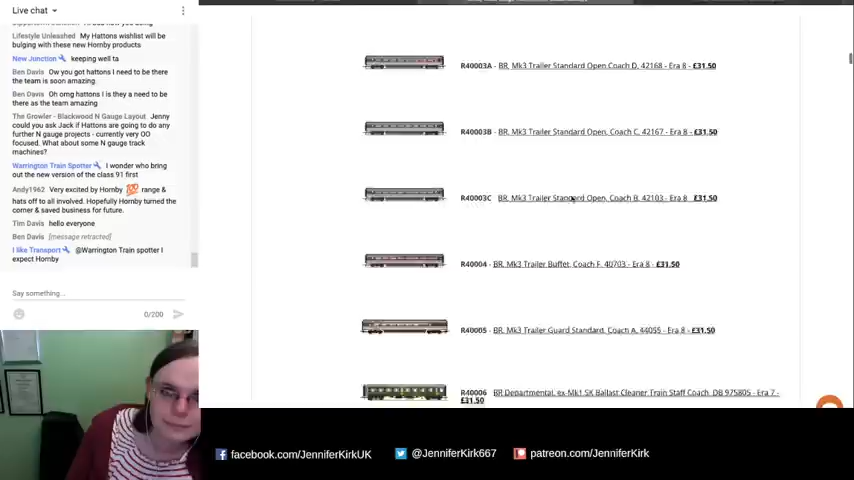 Live chat
Lifestyle Unleashed My Hattons wishlist will
be bulging with these new Hornby products
New Junction keeping well ta
Ben Davis Ow you got hattons I need to be there
the team is soon amazing
Ben Davis Oh omg hattons I is they a need to be
there as the team amazing
The Growler - Blackwood N Gauge Layout Jenny
could you ask Jack if Hattons are going to do any
further N gauge projects - currently very OO
focused. What about some N gauge track
machines?
Warrington Train Spotter I wonder who bring
out the new version of the class 91 first
Andy1962 Very excited by Hornby 💯 range &
hats off to all involved. Hopefully Hornby turned the
corner & saved business for future.
Tim Davis hello everyone
Ben Davis [message retracted]
I like Transport @Warrington Train spotter I
expect Hornby
Say something...
0/200
R40003A - BR, Mk3 Trailer Standard Open Coach D, 42168 - Era 8 - £31.50
R40003B - BR, Mk3 Trailer Standard Open, Coach C, 42167 - Era 8 - £31.50
R40003C BR, Mk3 Trailer Standard Open, Coach B, 42103 - Era 8 £31.50
R40004 - BR, Mk3 Trailer Buffet, Coach F, 40703 - Era 8 - £31.50
R40005 - BR, Mk3 Trailer Guard Standard, Coach A, 44055 - Era 8 - £31.50
R40006 BR Departmental, ex-Mk1 SK Ballast Cleaner Train Staff Coach, DB 975805 - Era 7 -
£31.50
facebook.com/JenniferKirkUK
@JenniferKirk667
patreon.com/JenniferKirk